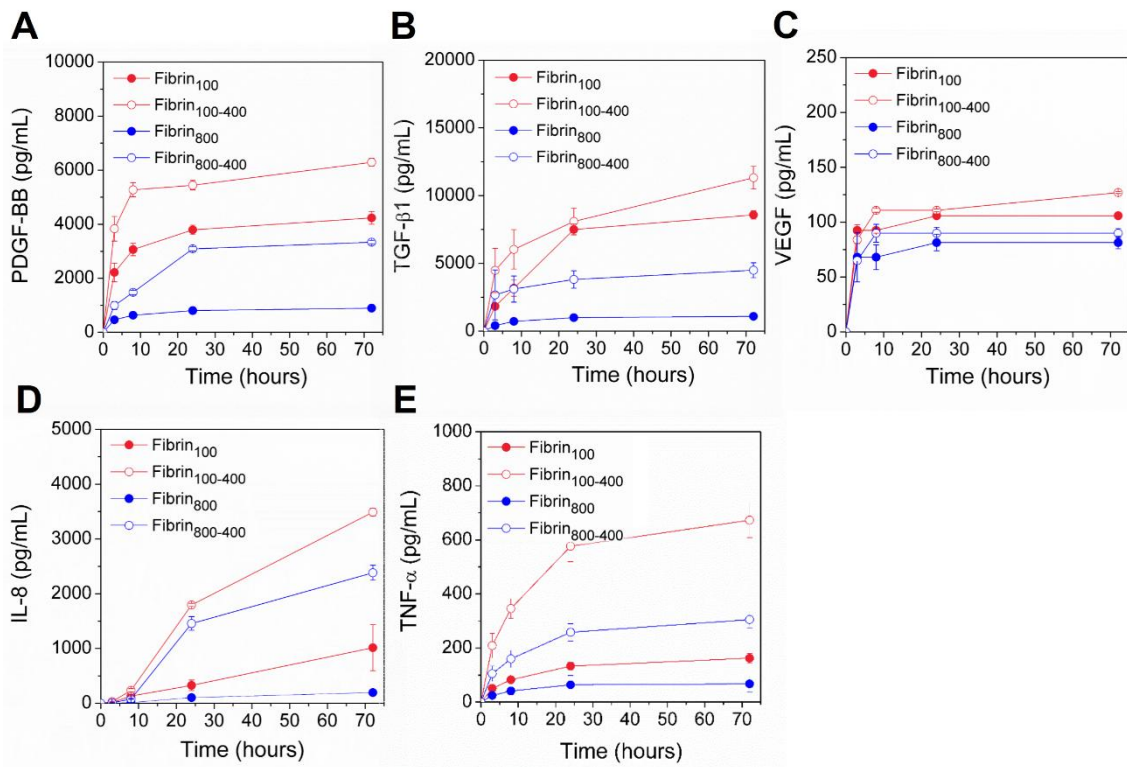 A
PDGF-BB (pg/mL)
10000
8000
6000
4000
2000
0
Fibrin100
Fibrin100-400
Fibrin800
Fibrin800-400
0 10 20 30 40 50 60 70
Time (hours)
B
TGF-β1 (pg/mL)
20000
15000
10000
5000
0
Fibrin100
Fibrin100-400
Fibrin800
Fibrin800-400
0 10 20 30 40 50 60 70
Time (hours)
C
VEGF (pg/mL)
250
200
150
100
50
0
Fibrin100
Fibrin100-400
Fibrin800
Fibrin800-400
0 10 20 30 40 50 60 70
Time (hours)
D
IL-8 (pg/mL)
5000
4000
3000
2000
1000
0
Fibrin100
Fibrin100-400
Fibrin800
Fibrin800-400
0 10 20 30 40 50 60 70
Time (hours)
E
TNF-α (pg/mL)
1000
800
600
400
200
0
Fibrin100
Fibrin100-400
Fibrin800
Fibrin800-400
0 10 20 30 40 50 60 70
Time (hours)